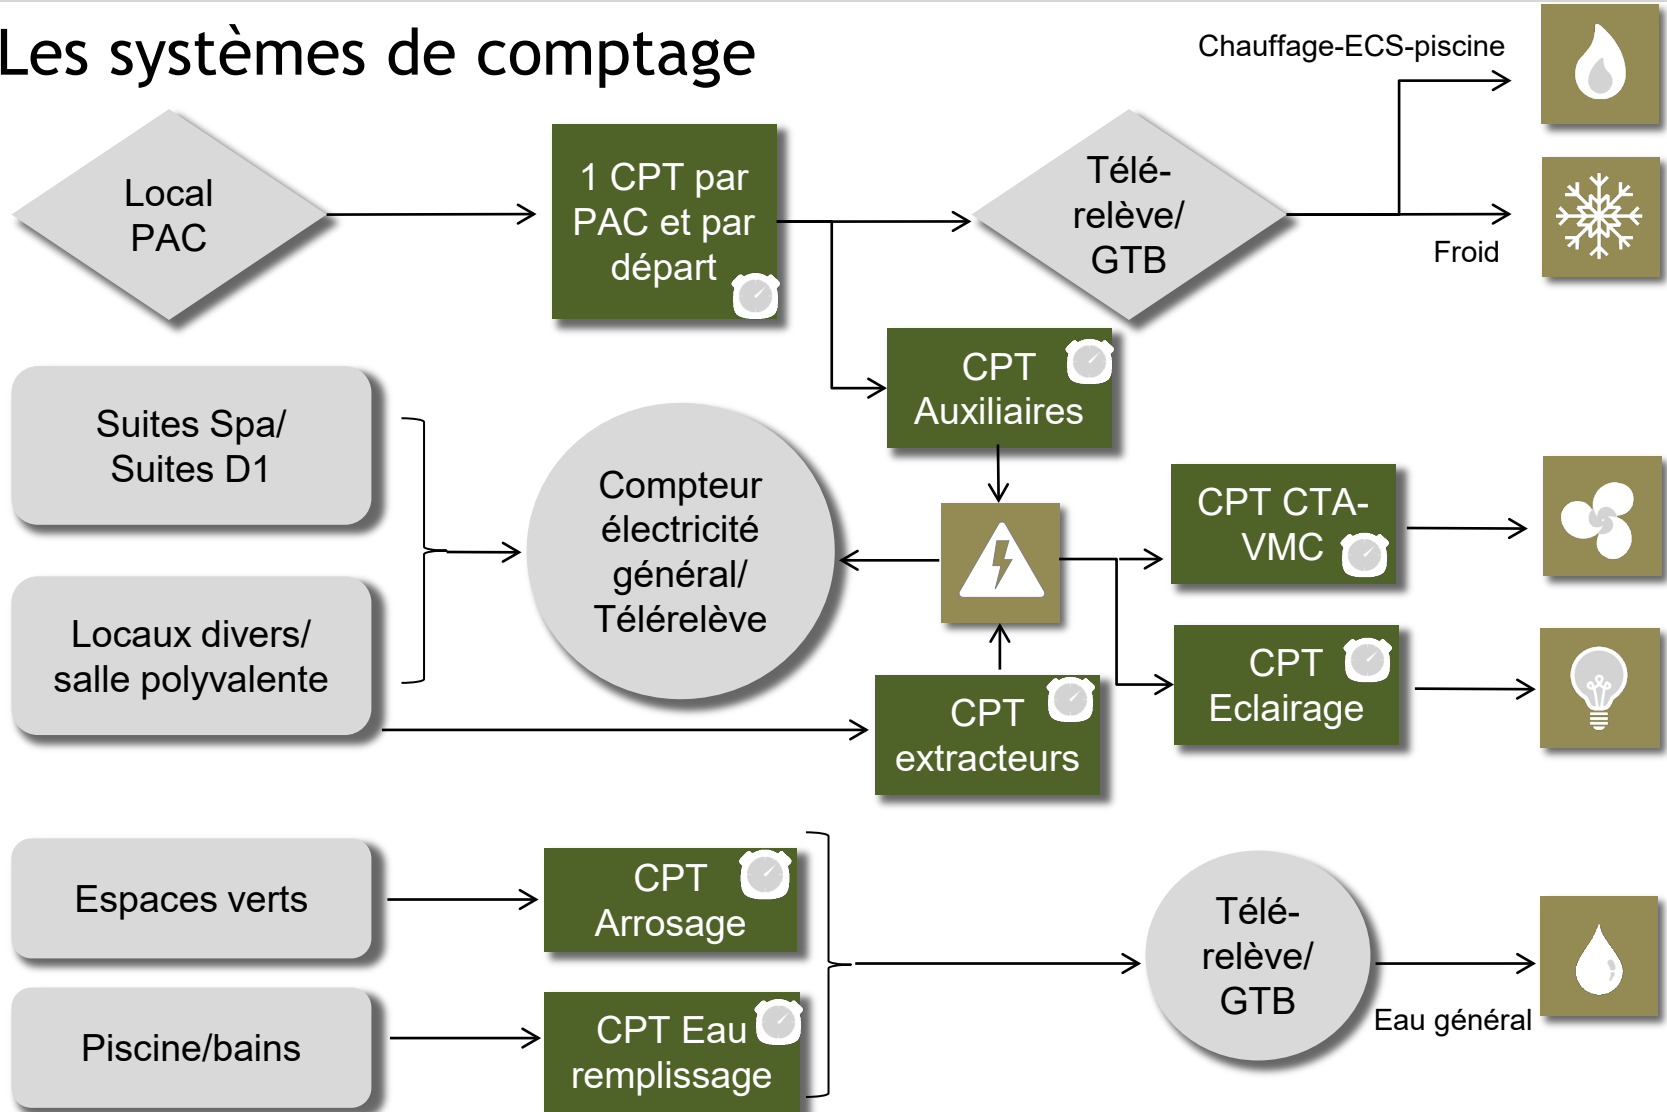 Les systèmes de comptage
Chauffage-ECS-piscine
Local
PAC
1 CPT par
PAC et par
départ
Télé-
relève/
GTB
Froid
CPT
Auxiliaires
Suites Spa/
Suites D1
Compteur
électricité
général/
Télérelève
CPT CTA-
VMC
Locaux divers/
salle polyvalente
CPT
Eclairage
CPT
extracteurs
Espaces verts
CPT
Arrosage
Télé-
relève/
GTB
Eau général
Piscine/bains
CPT Eau
remplissage